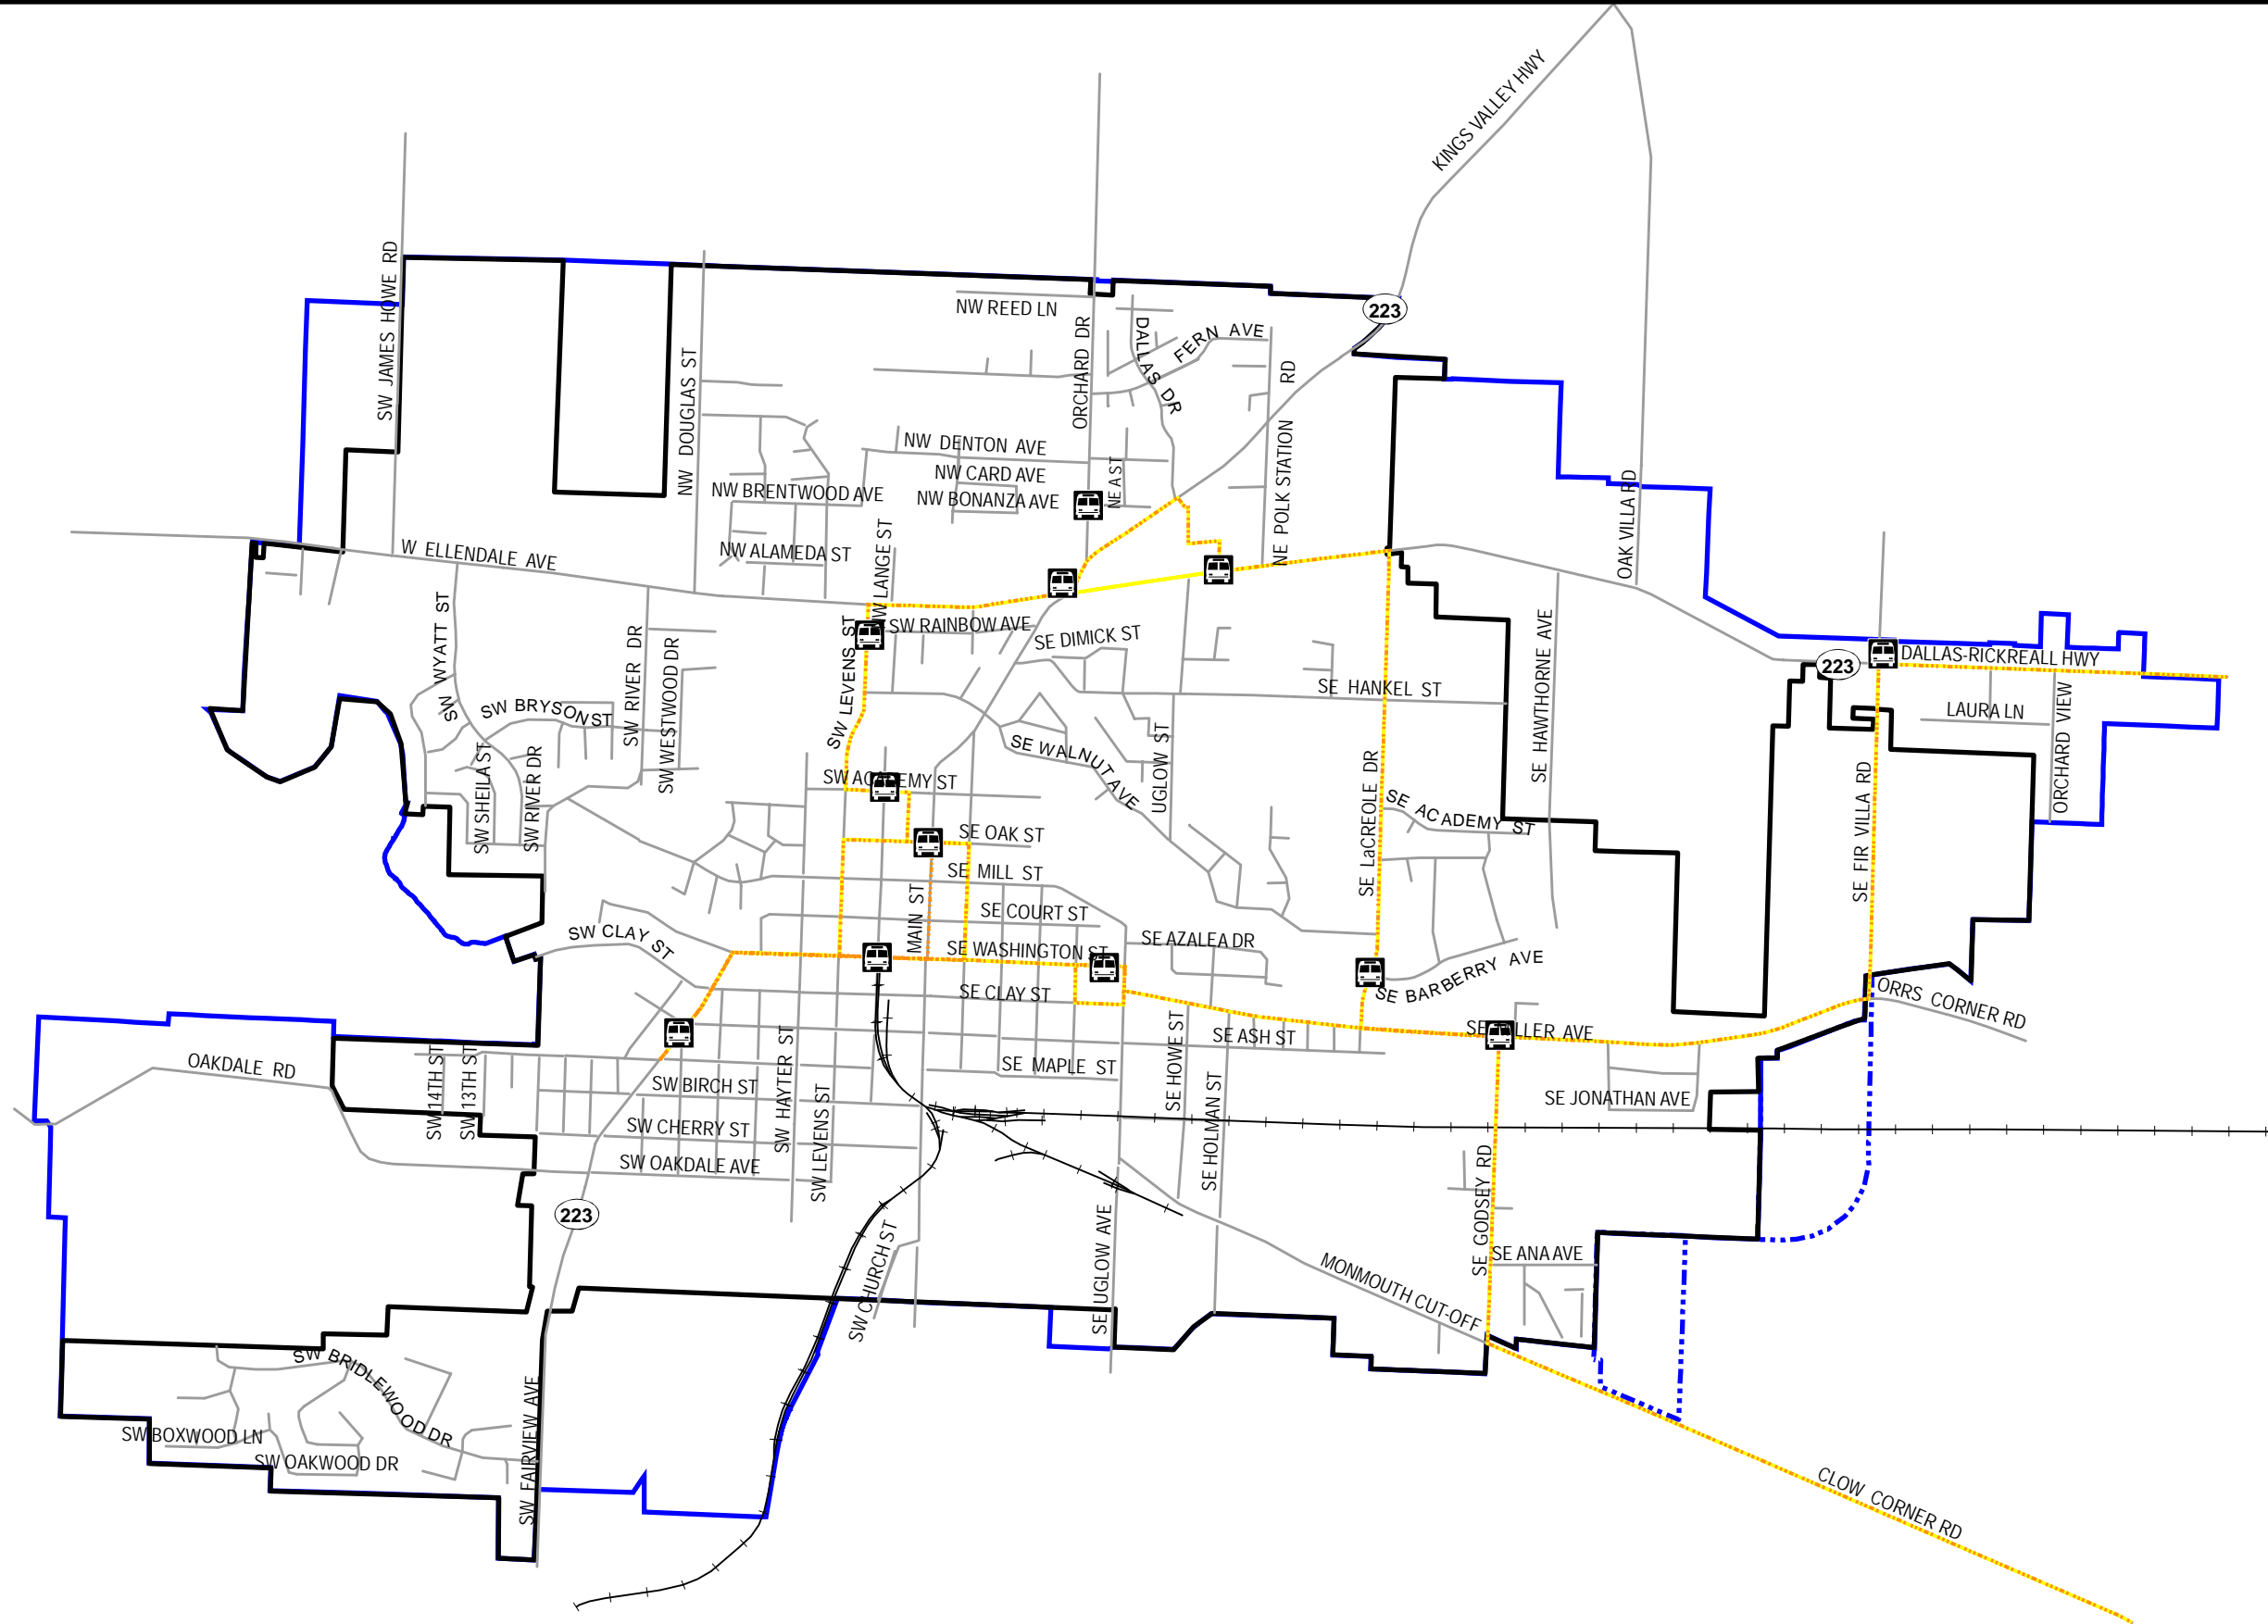 KINGS VALLEY HWY
SW JAMES HOWE RD
NW REED LN
223
ORCHARD DR
DALLAS DR
FERN AVE
NW DOUGLAS ST
NE POLK STATION RD
NW DENTON AVE
NW CARD AVE
NW BRENTWOOD AVE
NW BONANZA AVE
NE A ST
OAK VILLA RD
W ELLENDALE AVE
NW ALAMEDA ST
SW LANGE ST
SW WYATT ST
SW RIVER DR
SW WESTWOOD DR
SW LEVENS ST
SW RAINBOW AVE
SE DIMICK ST
SE HAWTHORNE AVE
223
DALLAS-RICKREALL HWY
SE HANKEL ST
SW BRYSON ST
LAURA LN
ORCHARD VIEW
SE WALNUT AVE
UGLOW ST
SW SHEILA ST
SW RIVER DR
SW ACADEMY ST
SE LaCREOLE DR
SE ACADEMY ST
SE FIR VILLA RD
SE OAK ST
SE MILL ST
MAIN ST
SE COURT ST
SW CLAY ST
SE WASHINGTON ST
SE AZALEA DR
SE BARBERRY AVE
SE CLAY ST
ORRS CORNER RD
SE MILLER AVE
SE ASH ST
OAKDALE RD
SW 14TH ST
SW 13TH ST
SW HAYTER ST
SE MAPLE ST
SE HOWE ST
SW BIRCH ST
SW LEVENS ST
SE HOLMAN ST
SE JONATHAN AVE
SW CHERRY ST
SW OAKDALE AVE
223
SE GODSEY RD
SE UGLOW AVE
SW CHURCH ST
SE ANA AVE
MONMOUTH CUT-OFF
SW BRIDLEWOOD DR
SW FAIRVIEW AVE
SW BOXWOOD LN
SW OAKWOOD DR
CLOW CORNER RD